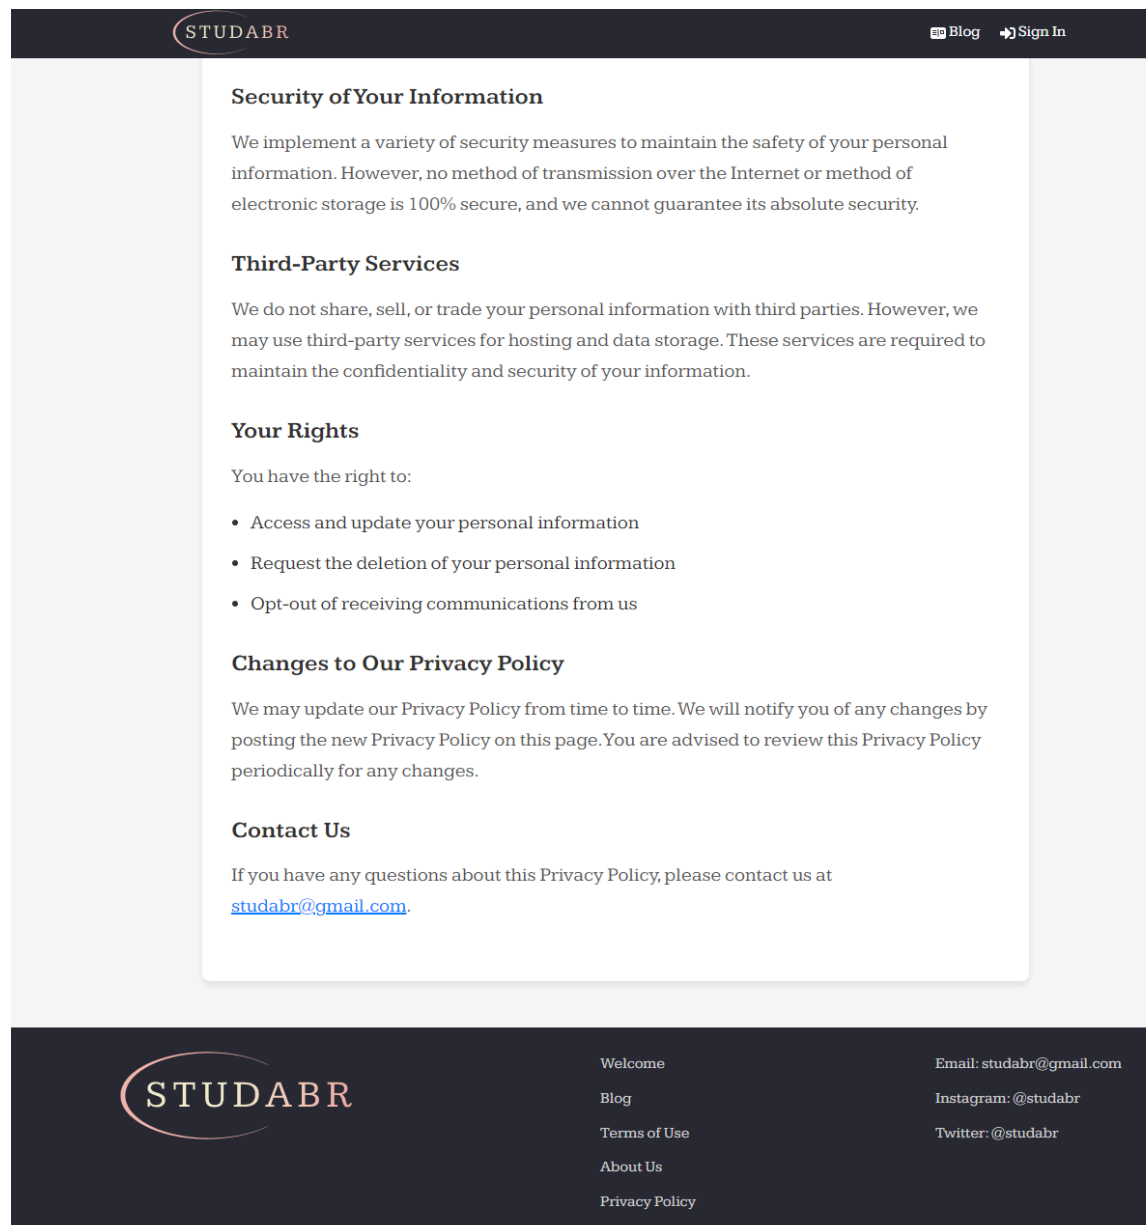 STUDABR
Blog
Sign In
Security of Your Information
We implement a variety of security measures to maintain the safety of your personal
information. However, no method of transmission over the Internet or method of
electronic storage is 100% secure, and we cannot guarantee its absolute security.
Third-Party Services
We do not share, sell, or trade your personal information with third parties. However, we
may use third-party services for hosting and data storage. These services are required to
maintain the confidentiality and security of your information.
Your Rights
You have the right to:
• Access and update your personal information
• Request the deletion of your personal information
• Opt-out of receiving communications from us
Changes to Our Privacy Policy
We may update our Privacy Policy from time to time. We will notify you of any changes by
posting the new Privacy Policy on this page. You are advised to review this Privacy Policy
periodically for any changes.
Contact Us
If you have any questions about this Privacy Policy, please contact us at
studabr@gmail.com.
STUDABR
Welcome
Blog
Terms of Use
About Us
Privacy Policy
Email: studabr@gmail.com
Instagram: @studabr
Twitter: @studabr